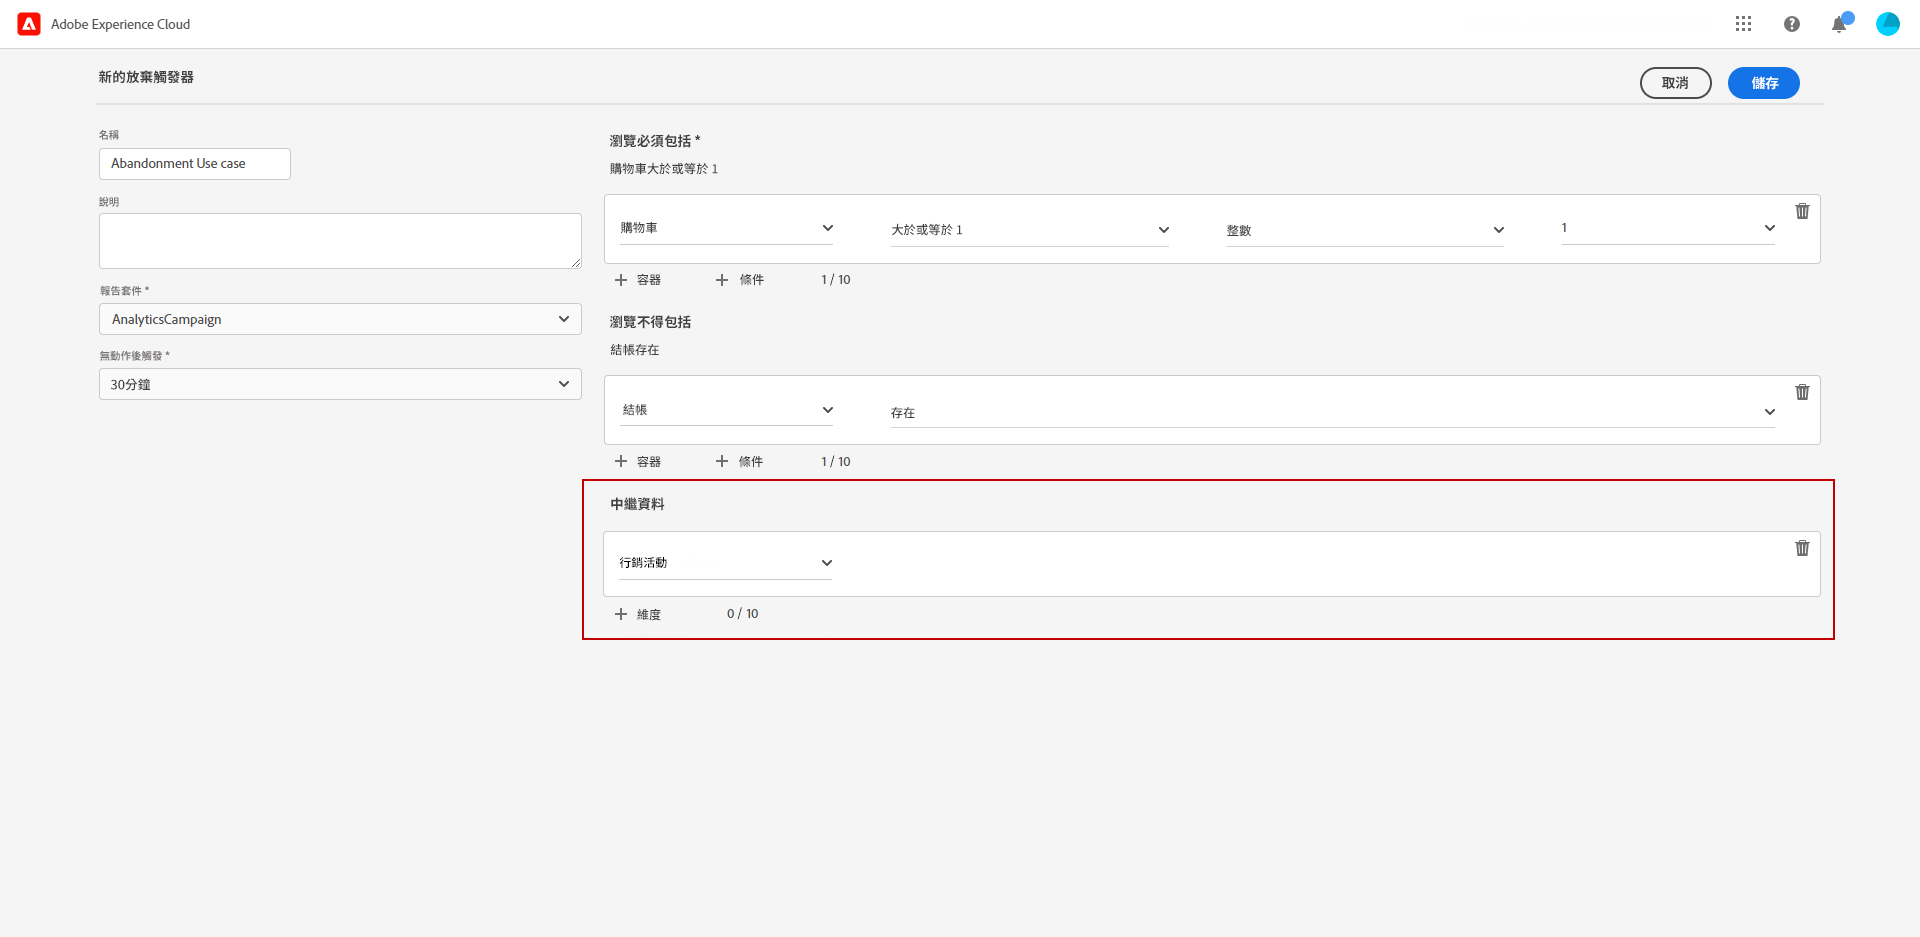 Adobe Experience Cloud
新的放棄觸發器
取消
儲存
名稱
Abandonment Use case
說明
報告套件 *
AnalyticsCampaign
無動作後觸發 *
30分鐘
瀏覽必須包括 *
購物車大於或等於 1
購物車
大於或等於 1
整數
1
容器
條件
1 / 10
瀏覽不得包括
結帳存在
結帳
存在
容器
條件
1 / 10
中繼資料
行銷活動
維度
0 / 10